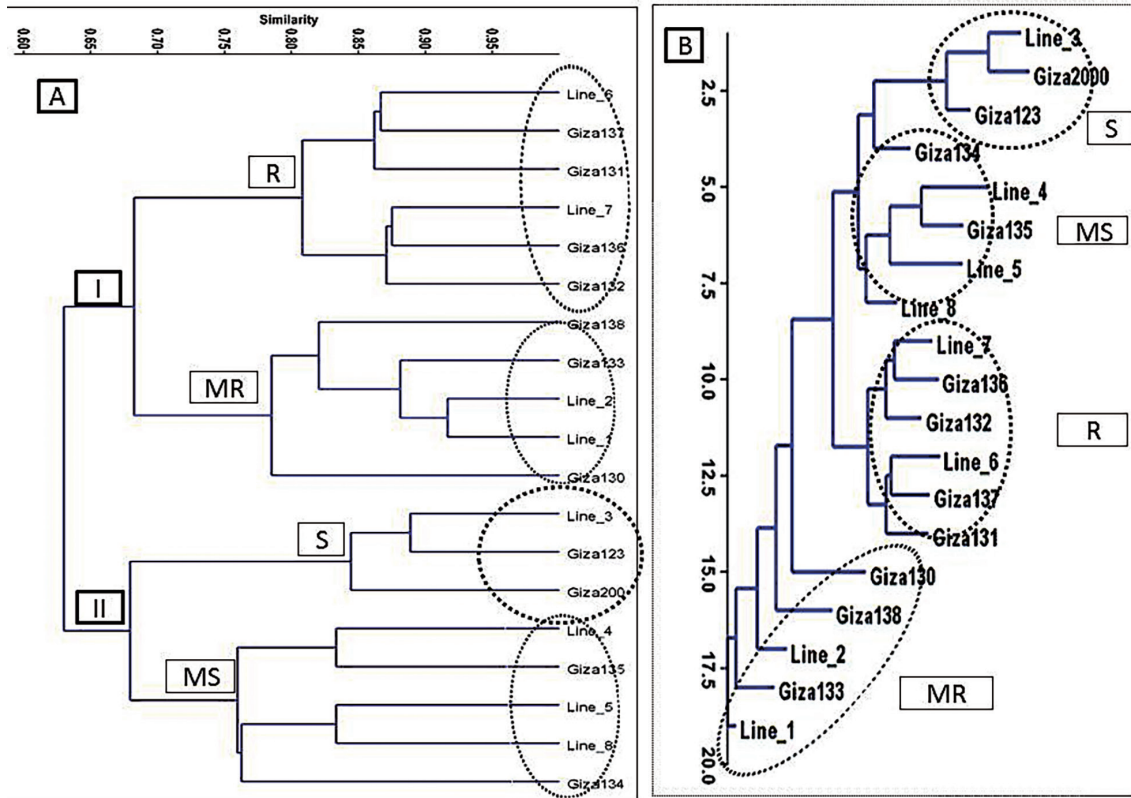 Similarity
0.60 0.65 0.70 0.75 0.80 0.85 0.90 0.95
A
Line_6
Giza137
R
Giza131
Line_7
Giza136
I
Giza132
Giza138
Giza133
MR
Line_2
Line_1
Giza130
Line_3
S
Giza123
Giza200
II
Line_4
Giza135
MS
Line_5
Line_8
Giza134
B
Line_3
Giza2000
2.5
Giza123
S
Giza134
5.0
Line_4
Giza135
MS
Line_5
7.5
Line_8
Line_7
10.0
Giza136
Giza132
R
12.5
Line_6
Giza137
Giza131
15.0
Giza130
Giza138
Line_2
17.5
Giza133
MR
Line_1
20.0